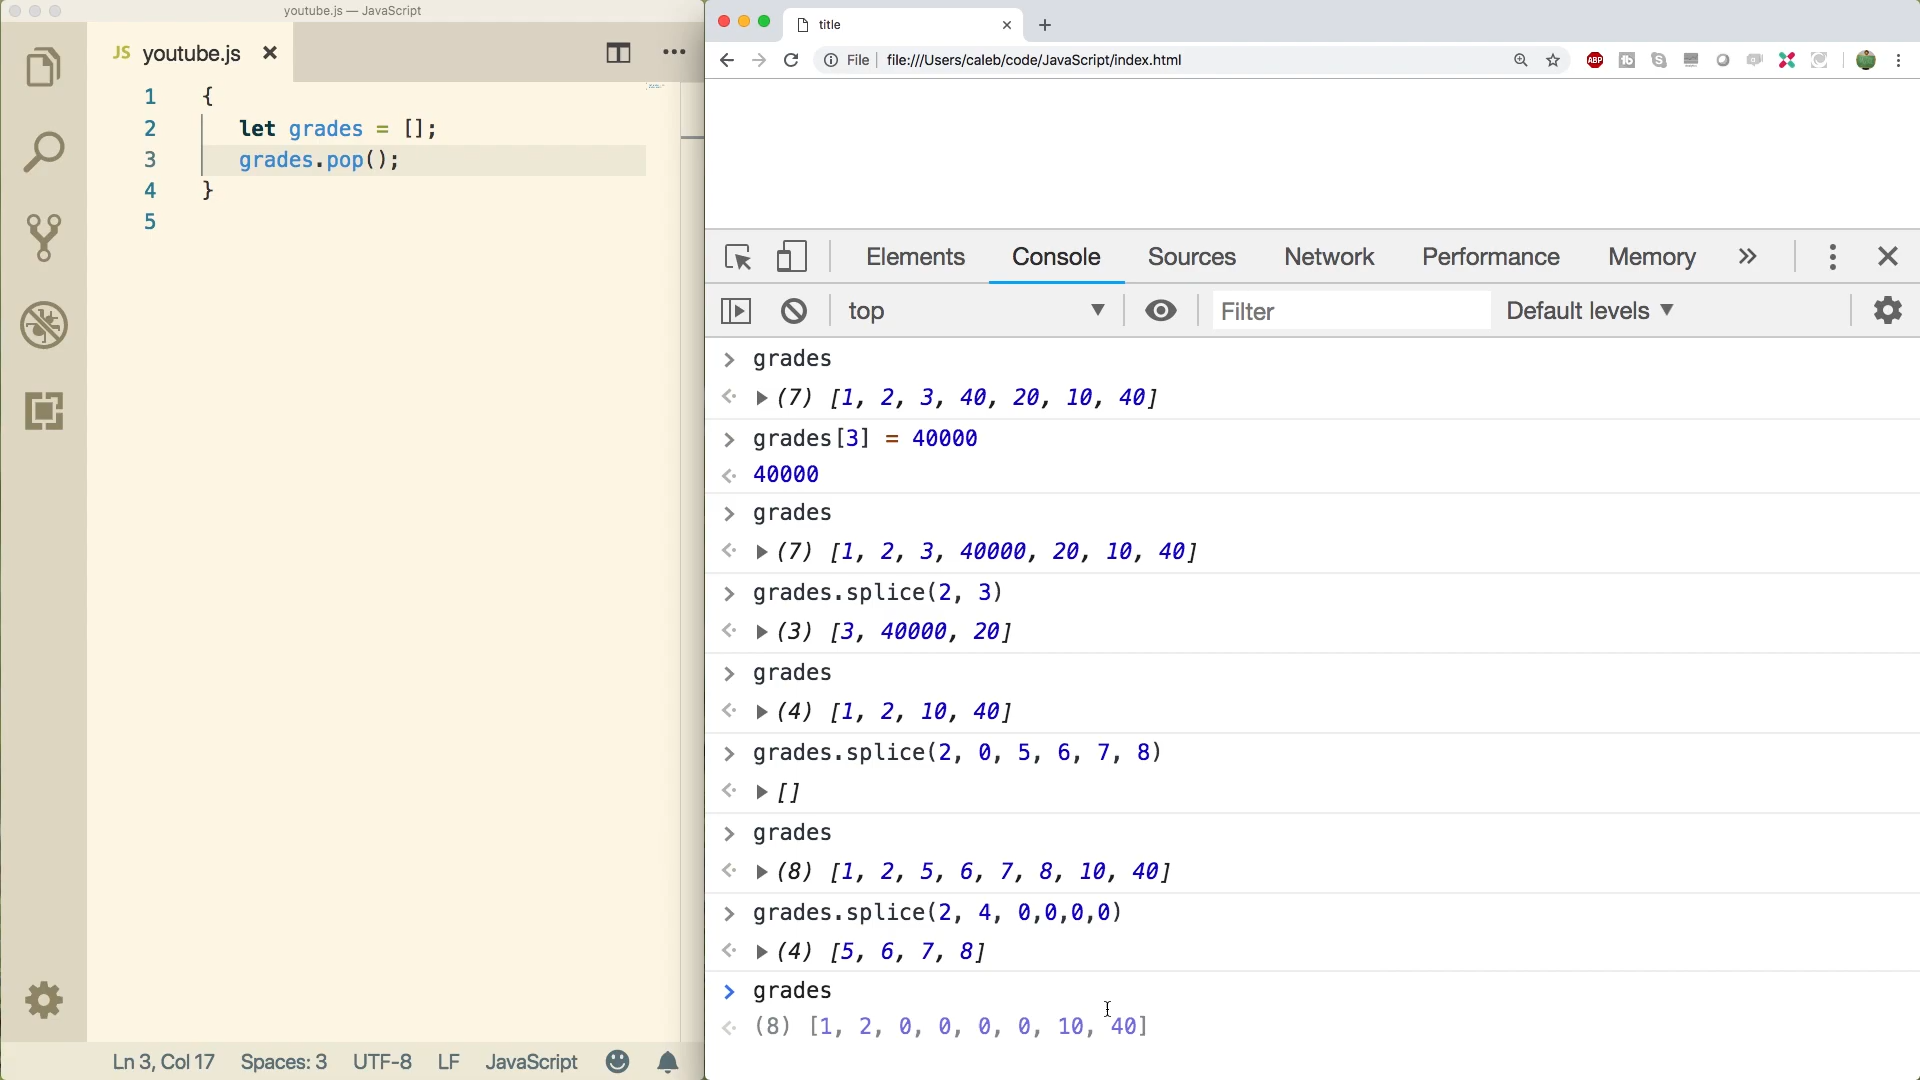 youtube.js — JavaScript
JS youtube.js
1 {
2 let grades = [];
3 grades.pop();
4 }
5
Ln 3, Col 17 Spaces: 3 UTF-8 LF JavaScript
title
File file:///Users/caleb/code/JavaScript/index.html
ABP
Elements Console Sources Network Performance Memory
top Filter Default levels
> grades
(7) [1, 2, 3, 40, 20, 10, 40]
> grades[3] = 40000
40000
> grades
(7) [1, 2, 3, 40000, 20, 10, 40]
> grades.splice(2, 3)
(3) [3, 40000, 20]
> grades
(4) [1, 2, 10, 40]
> grades.splice(2, 0, 5, 6, 7, 8)
[]
> grades
(8) [1, 2, 5, 6, 7, 8, 10, 40]
> grades.splice(2, 4, 0,0,0,0)
(4) [5, 6, 7, 8]
> grades
(8) [1, 2, 0, 0, 0, 0, 10, 40]